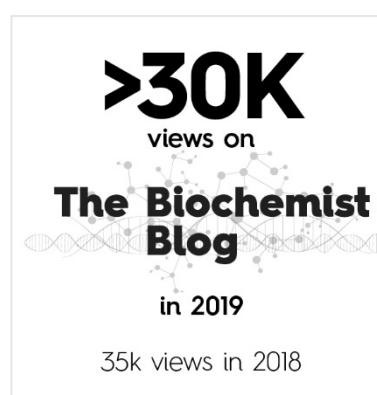 >30K
views on
The Biochemist
Blog
in 2019
35k views in 2018